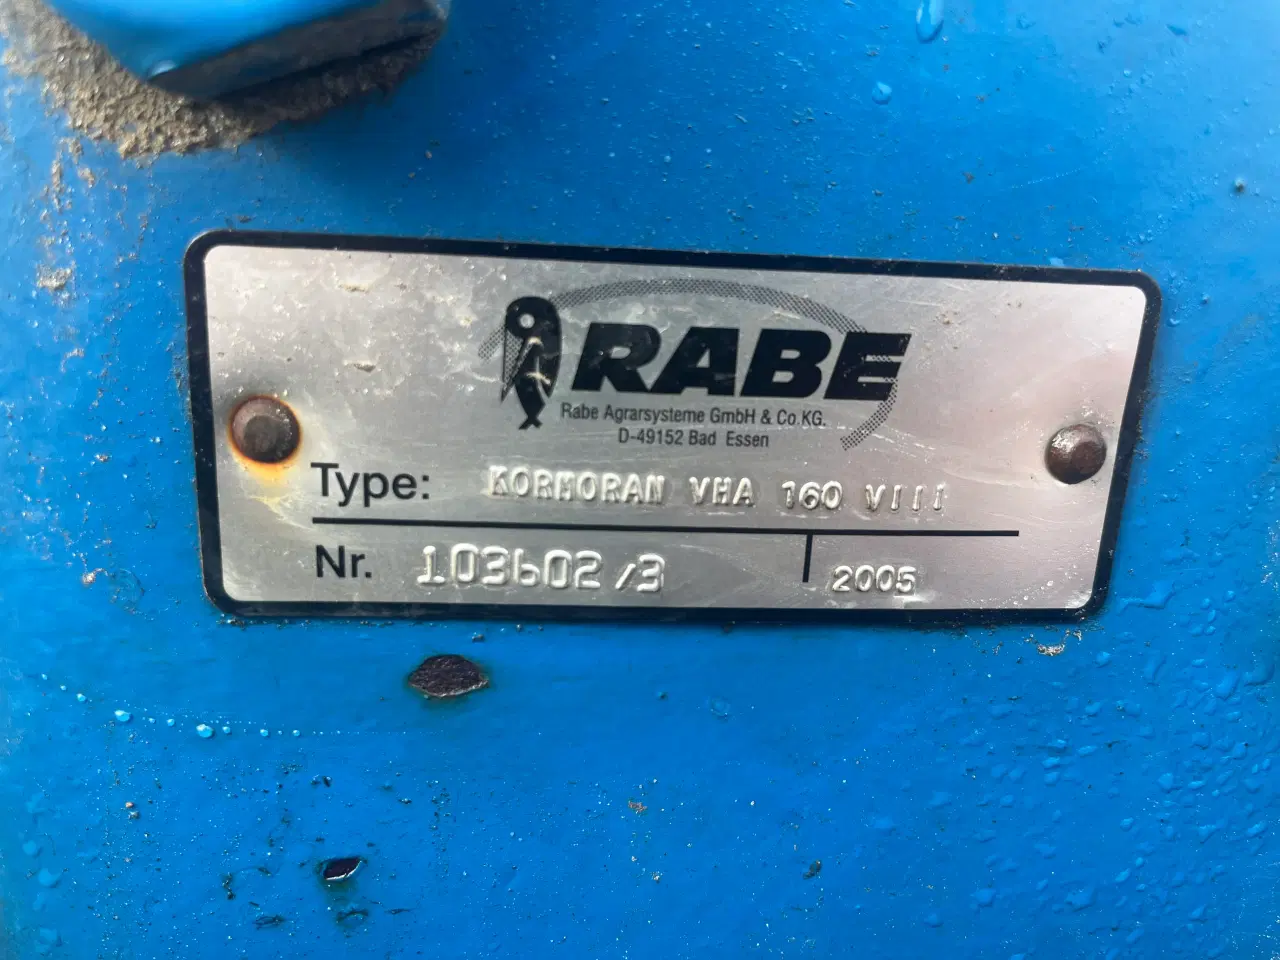 RABE
Rabe Agrarsysteme GmbH & Co.KG.
D-49152 Bad Essen
Type: KORMORAN VHA 160 VIII
Nr. 103602/3 2005